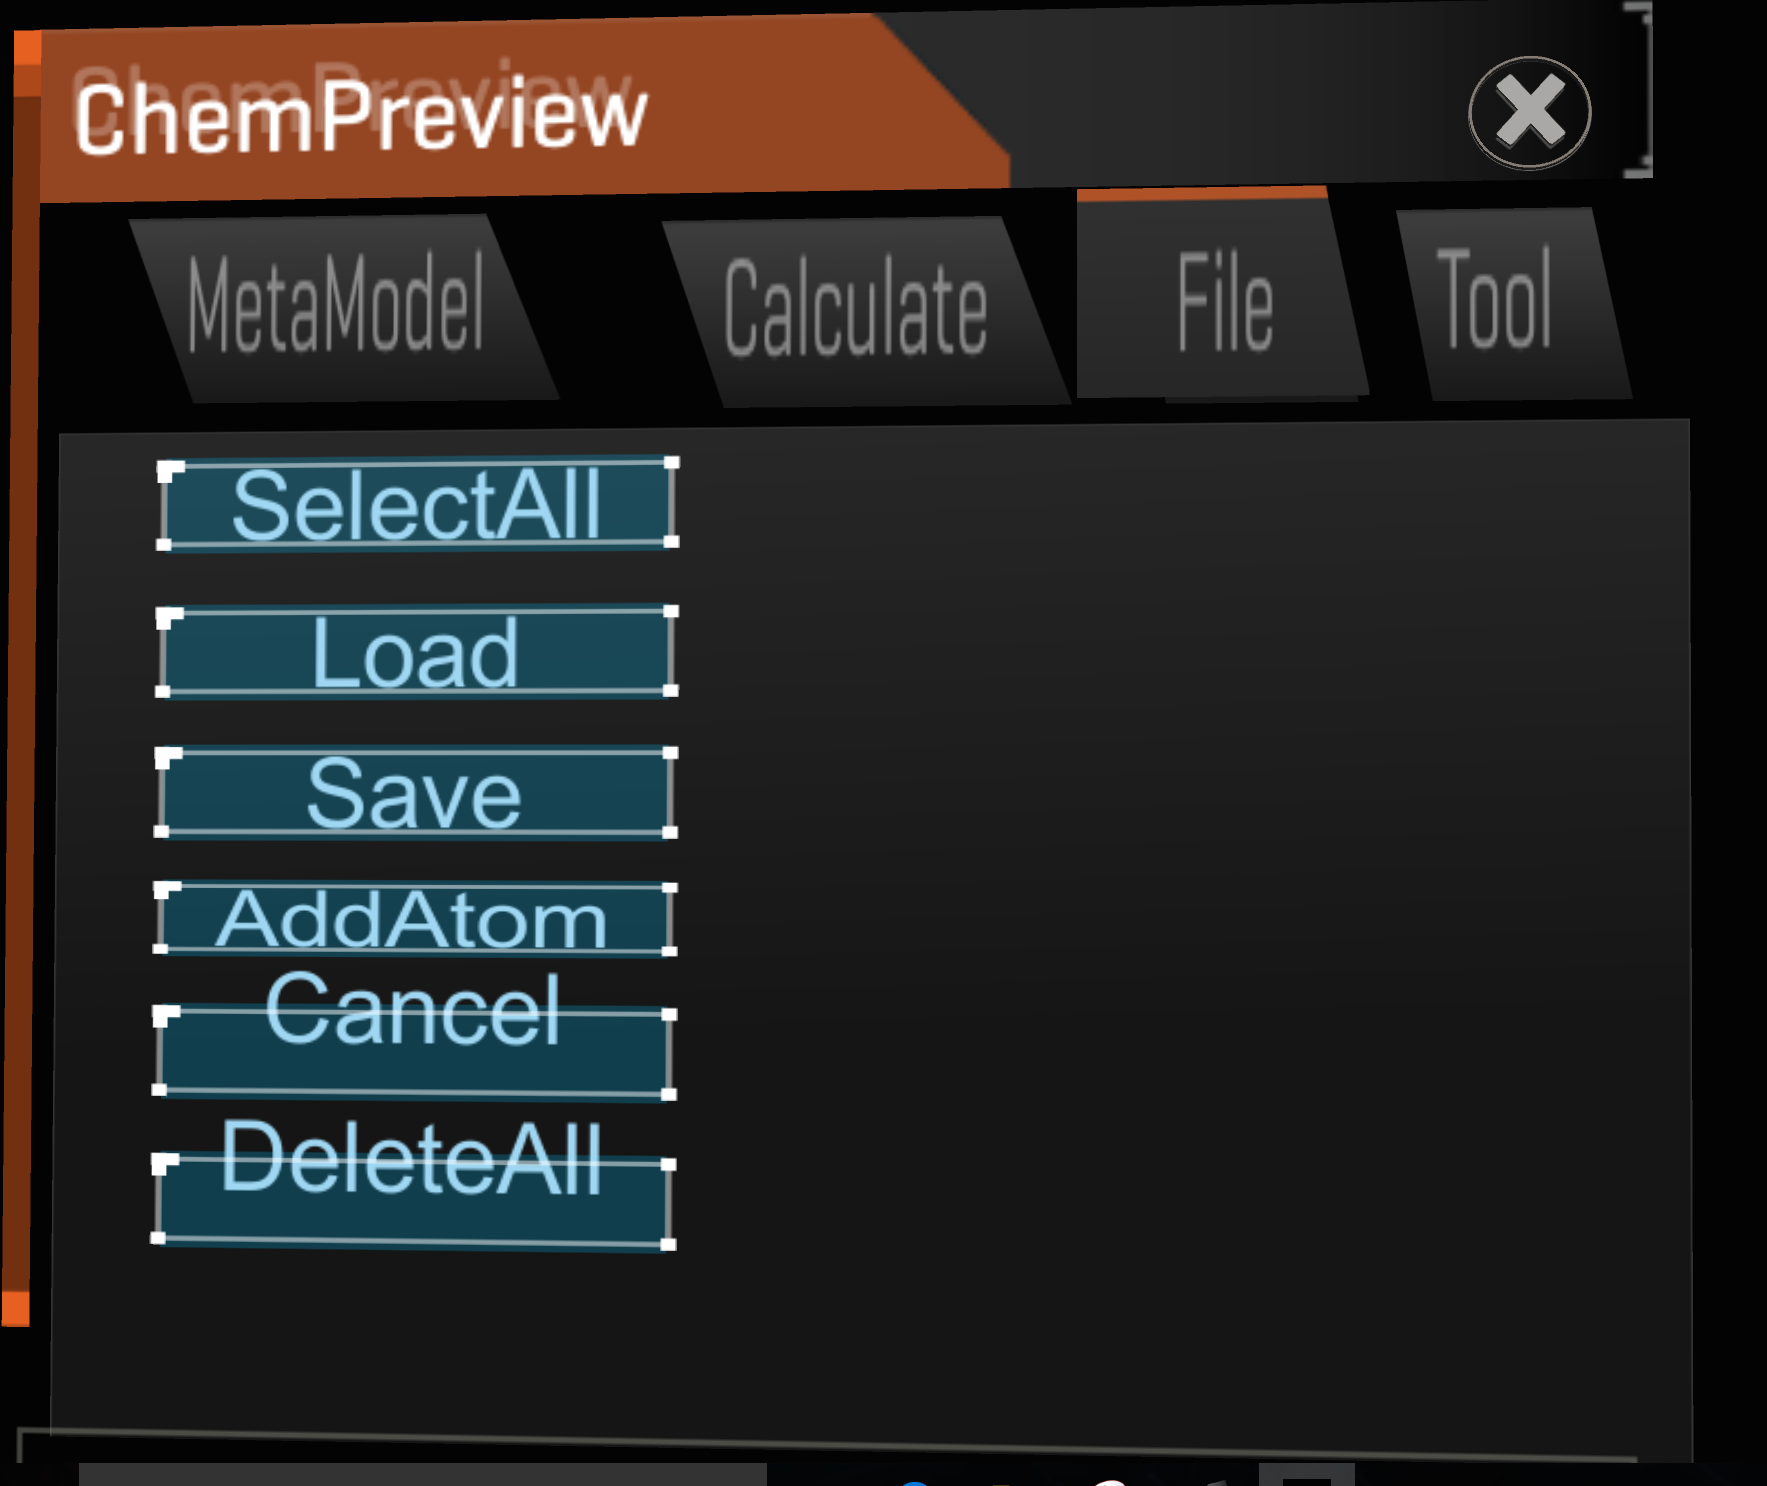 ChemPreview
MetaModel Calculate File Tool
SelectAll
Load
Save
AddAtom
Cancel
DeleteAll